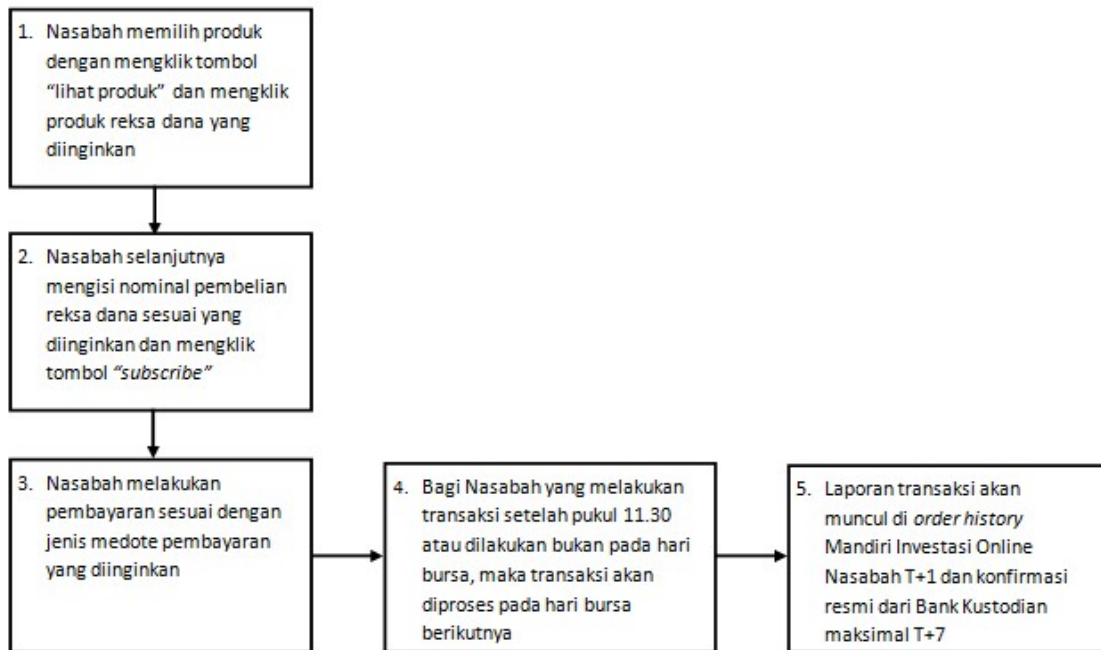 1. Nasabah memilih produk
dengan mengklik tombol
“lihat produk” dan mengklik
produk reksa dana yang
diinginkan
2. Nasabah selanjutnya
mengisi nominal pembelian
reksa dana sesuai yang
diinginkan dan mengklik
tombol “subscribe”
3. Nasabah melakukan
pembayaran sesuai dengan
jenis medote pembayaran
yang diinginkan
4. Bagi Nasabah yang melakukan
transaksi setelah pukul 11.30
atau dilakukan bukan pada hari
bursa, maka transaksi akan
diproses pada hari bursa
berikutnya
5. Laporan transaksi akan
muncul di order history
Mandiri Investasi Online
Nasabah T+1 dan konfirmasi
resmi dari Bank Kustodian
maksimal T+7